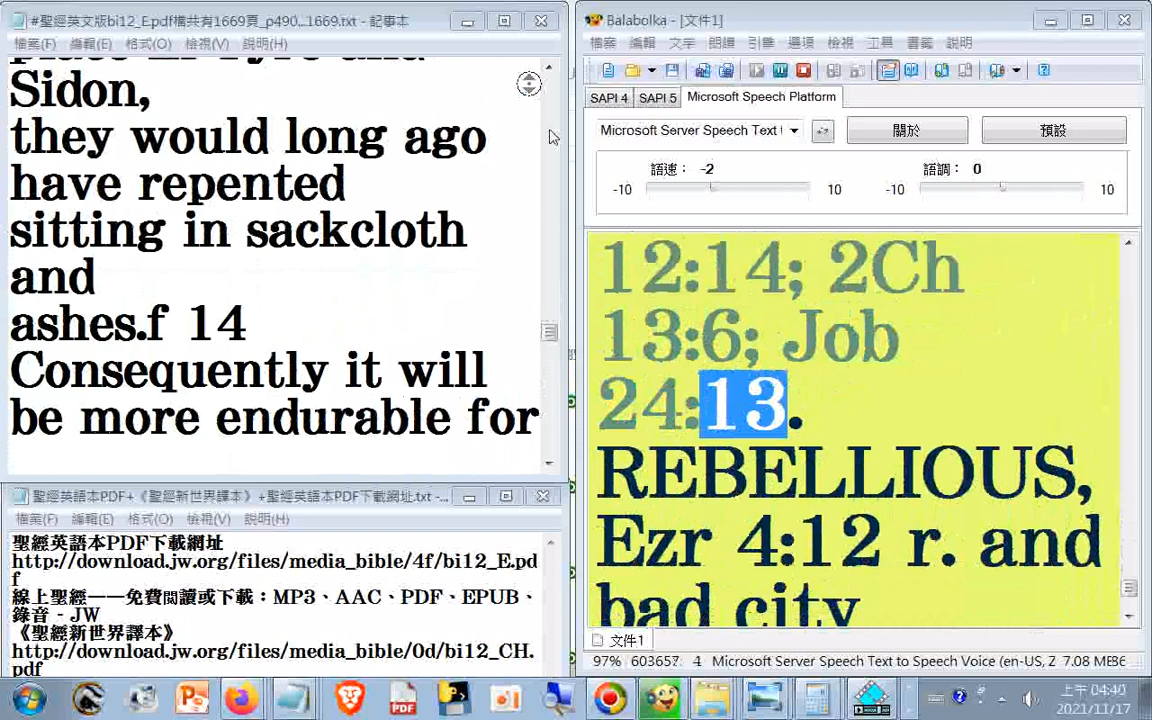 #聖經英文版bi12_E.pdf檔共有1669頁_p490...1669.txt - 記事本
檔案(F) 編輯(E) 格式(O) 檢視(V) 說明(H)
place in Tyre and
Sidon,
they would long ago
have repented
sitting in sackcloth
and
ashes.f 14
Consequently it will
be more endurable for
聖經英語本PDF+《聖經新世界譯本》+聖經英語本PDF下載網址.txt - ...
檔案(F) 編輯(E) 格式(O) 檢視(V) 說明(H)
聖經英語本PDF下載網址
http://download.jw.org/files/media_bible/4f/bi12_E.pd
f
線上聖經——免費閱讀或下載：MP3、AAC、PDF、EPUB、
錄音 - JW
《聖經新世界譯本》
http://download.jw.org/files/media_bible/0d/bi12_CH.
pdf
Balabolka - [文件1]
檔案 編輯 文字 朗讀 引擎 選項 檢視 工具 書籤 說明
SAPI 4 SAPI 5 Microsoft Speech Platform
Microsoft Server Speech Text 關於 預設
語速： -2 語調： 0
-10 10 -10 10
12:14; 2Ch
13:6; Job
24:13.
REBELLIOUS,
Ezr 4:12 r. and
bad city
文件1
97% 603657: 4 Microsoft Server Speech Text to Speech Voice (en-US, Z 7.08 МЕБ
上午 04:40
2021/11/17